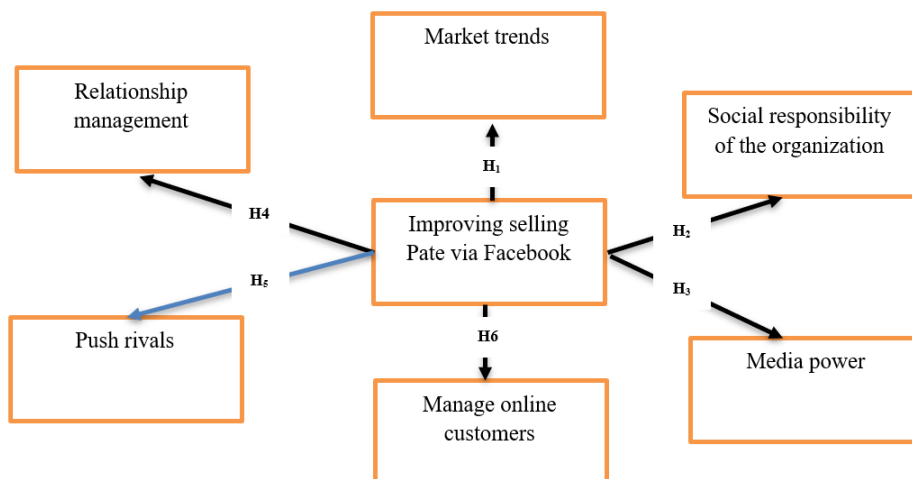 Market trends
Relationship
management
Social responsibility
of the organization
H₁
H4
H₂
Improving selling
Pate via Facebook
H₅
H₃
Push rivals
H6
Media power
Manage online
customers